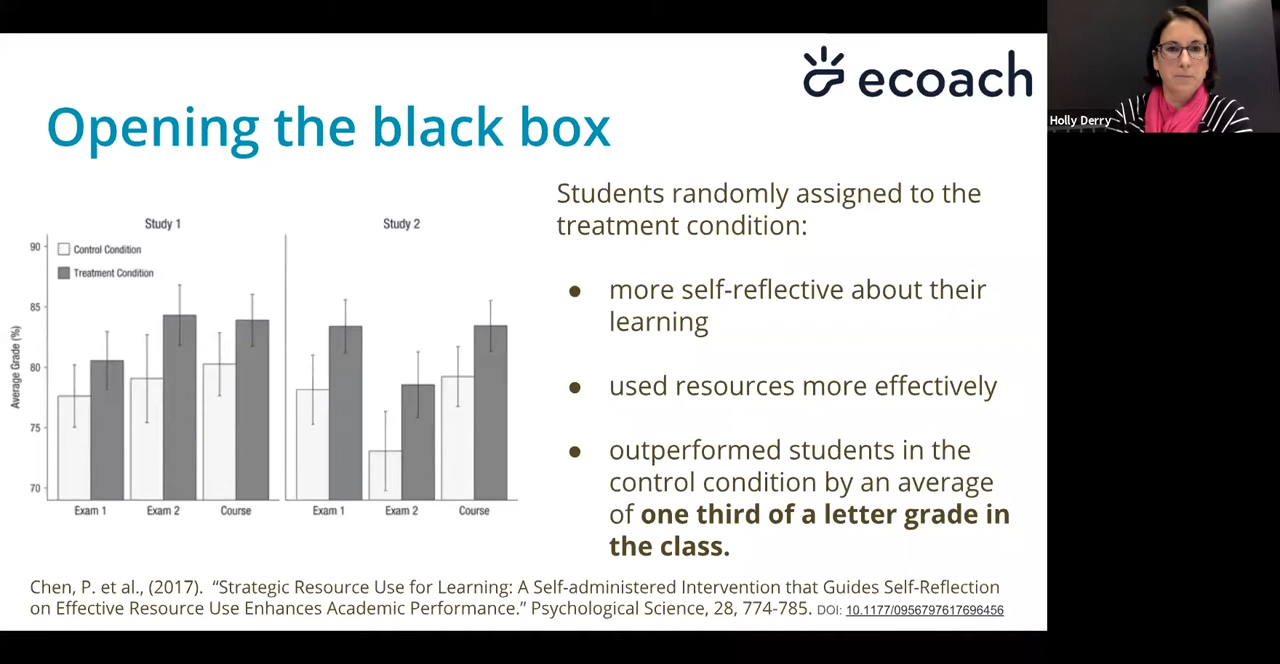 ecoach
Holly Derry
Opening the black box
Students randomly assigned to the
treatment condition:
● more self-reflective about their
learning
● used resources more effectively
● outperformed students in the
control condition by an average
of one third of a letter grade in
the class.
Study 1
Study 2
Control Condition
Treatment Condition
Average Grade (%)
90
85
80
75
70
Exam 1
Exam 2
Course
Exam 1
Exam 2
Course
Chen, P. et al., (2017). “Strategic Resource Use for Learning: A Self-administered Intervention that Guides Self-Reflection
on Effective Resource Use Enhances Academic Performance.” Psychological Science, 28, 774-785. DOI: 10.1177/0956797617696456